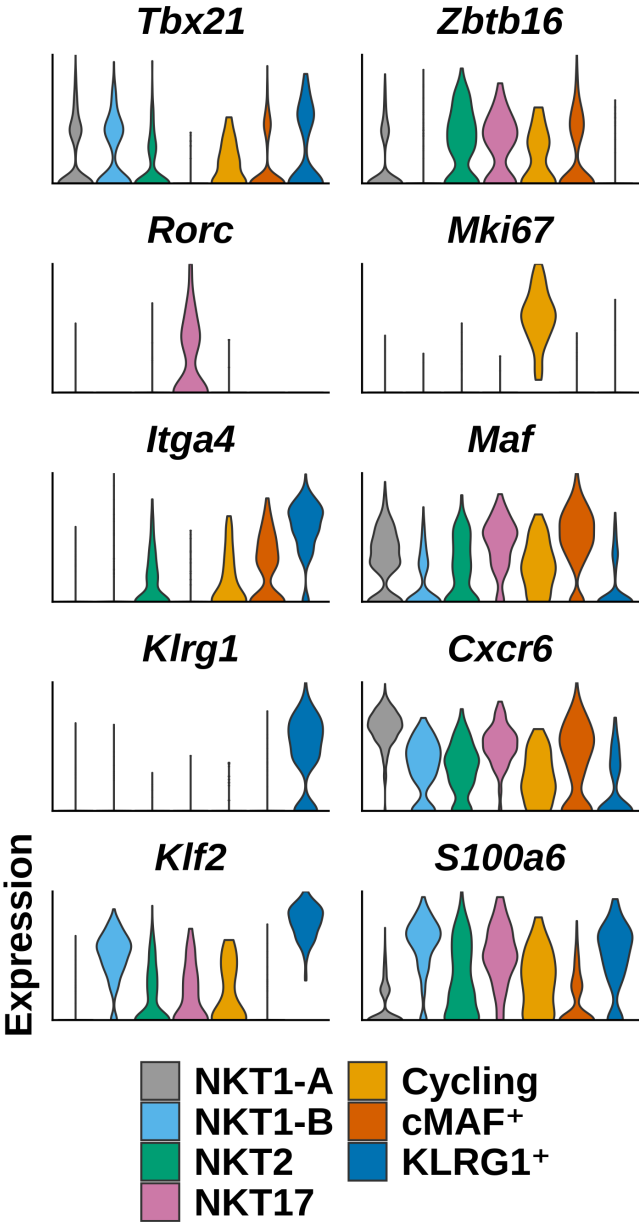 Tbx21 Zbtb16
Rorc Mki67
Itga4 Maf
Klrg1 Cxcr6
Klf2 S100a6
Expression
NKT1-A Cycling
NKT1-B cMAF⁺
NKT2 KLRG1⁺
NKT17